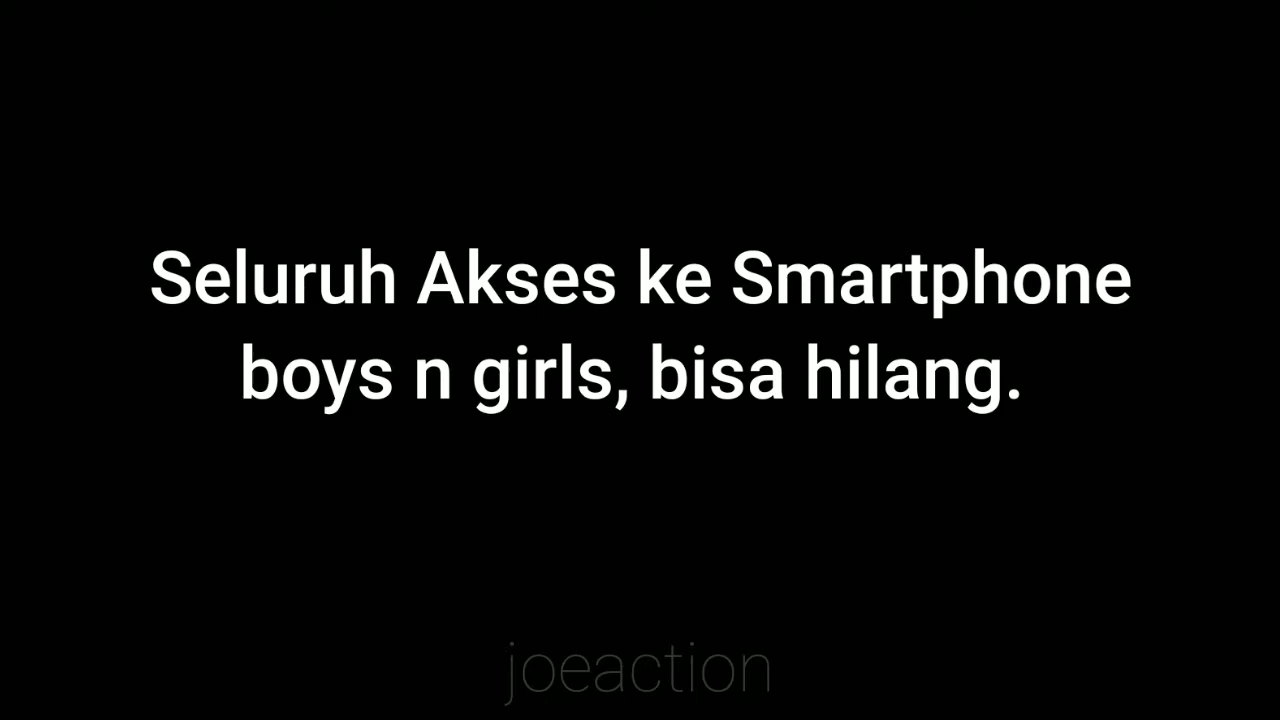 Seluruh Akses ke Smartphone
boys n girls, bisa hilang.
joeaction